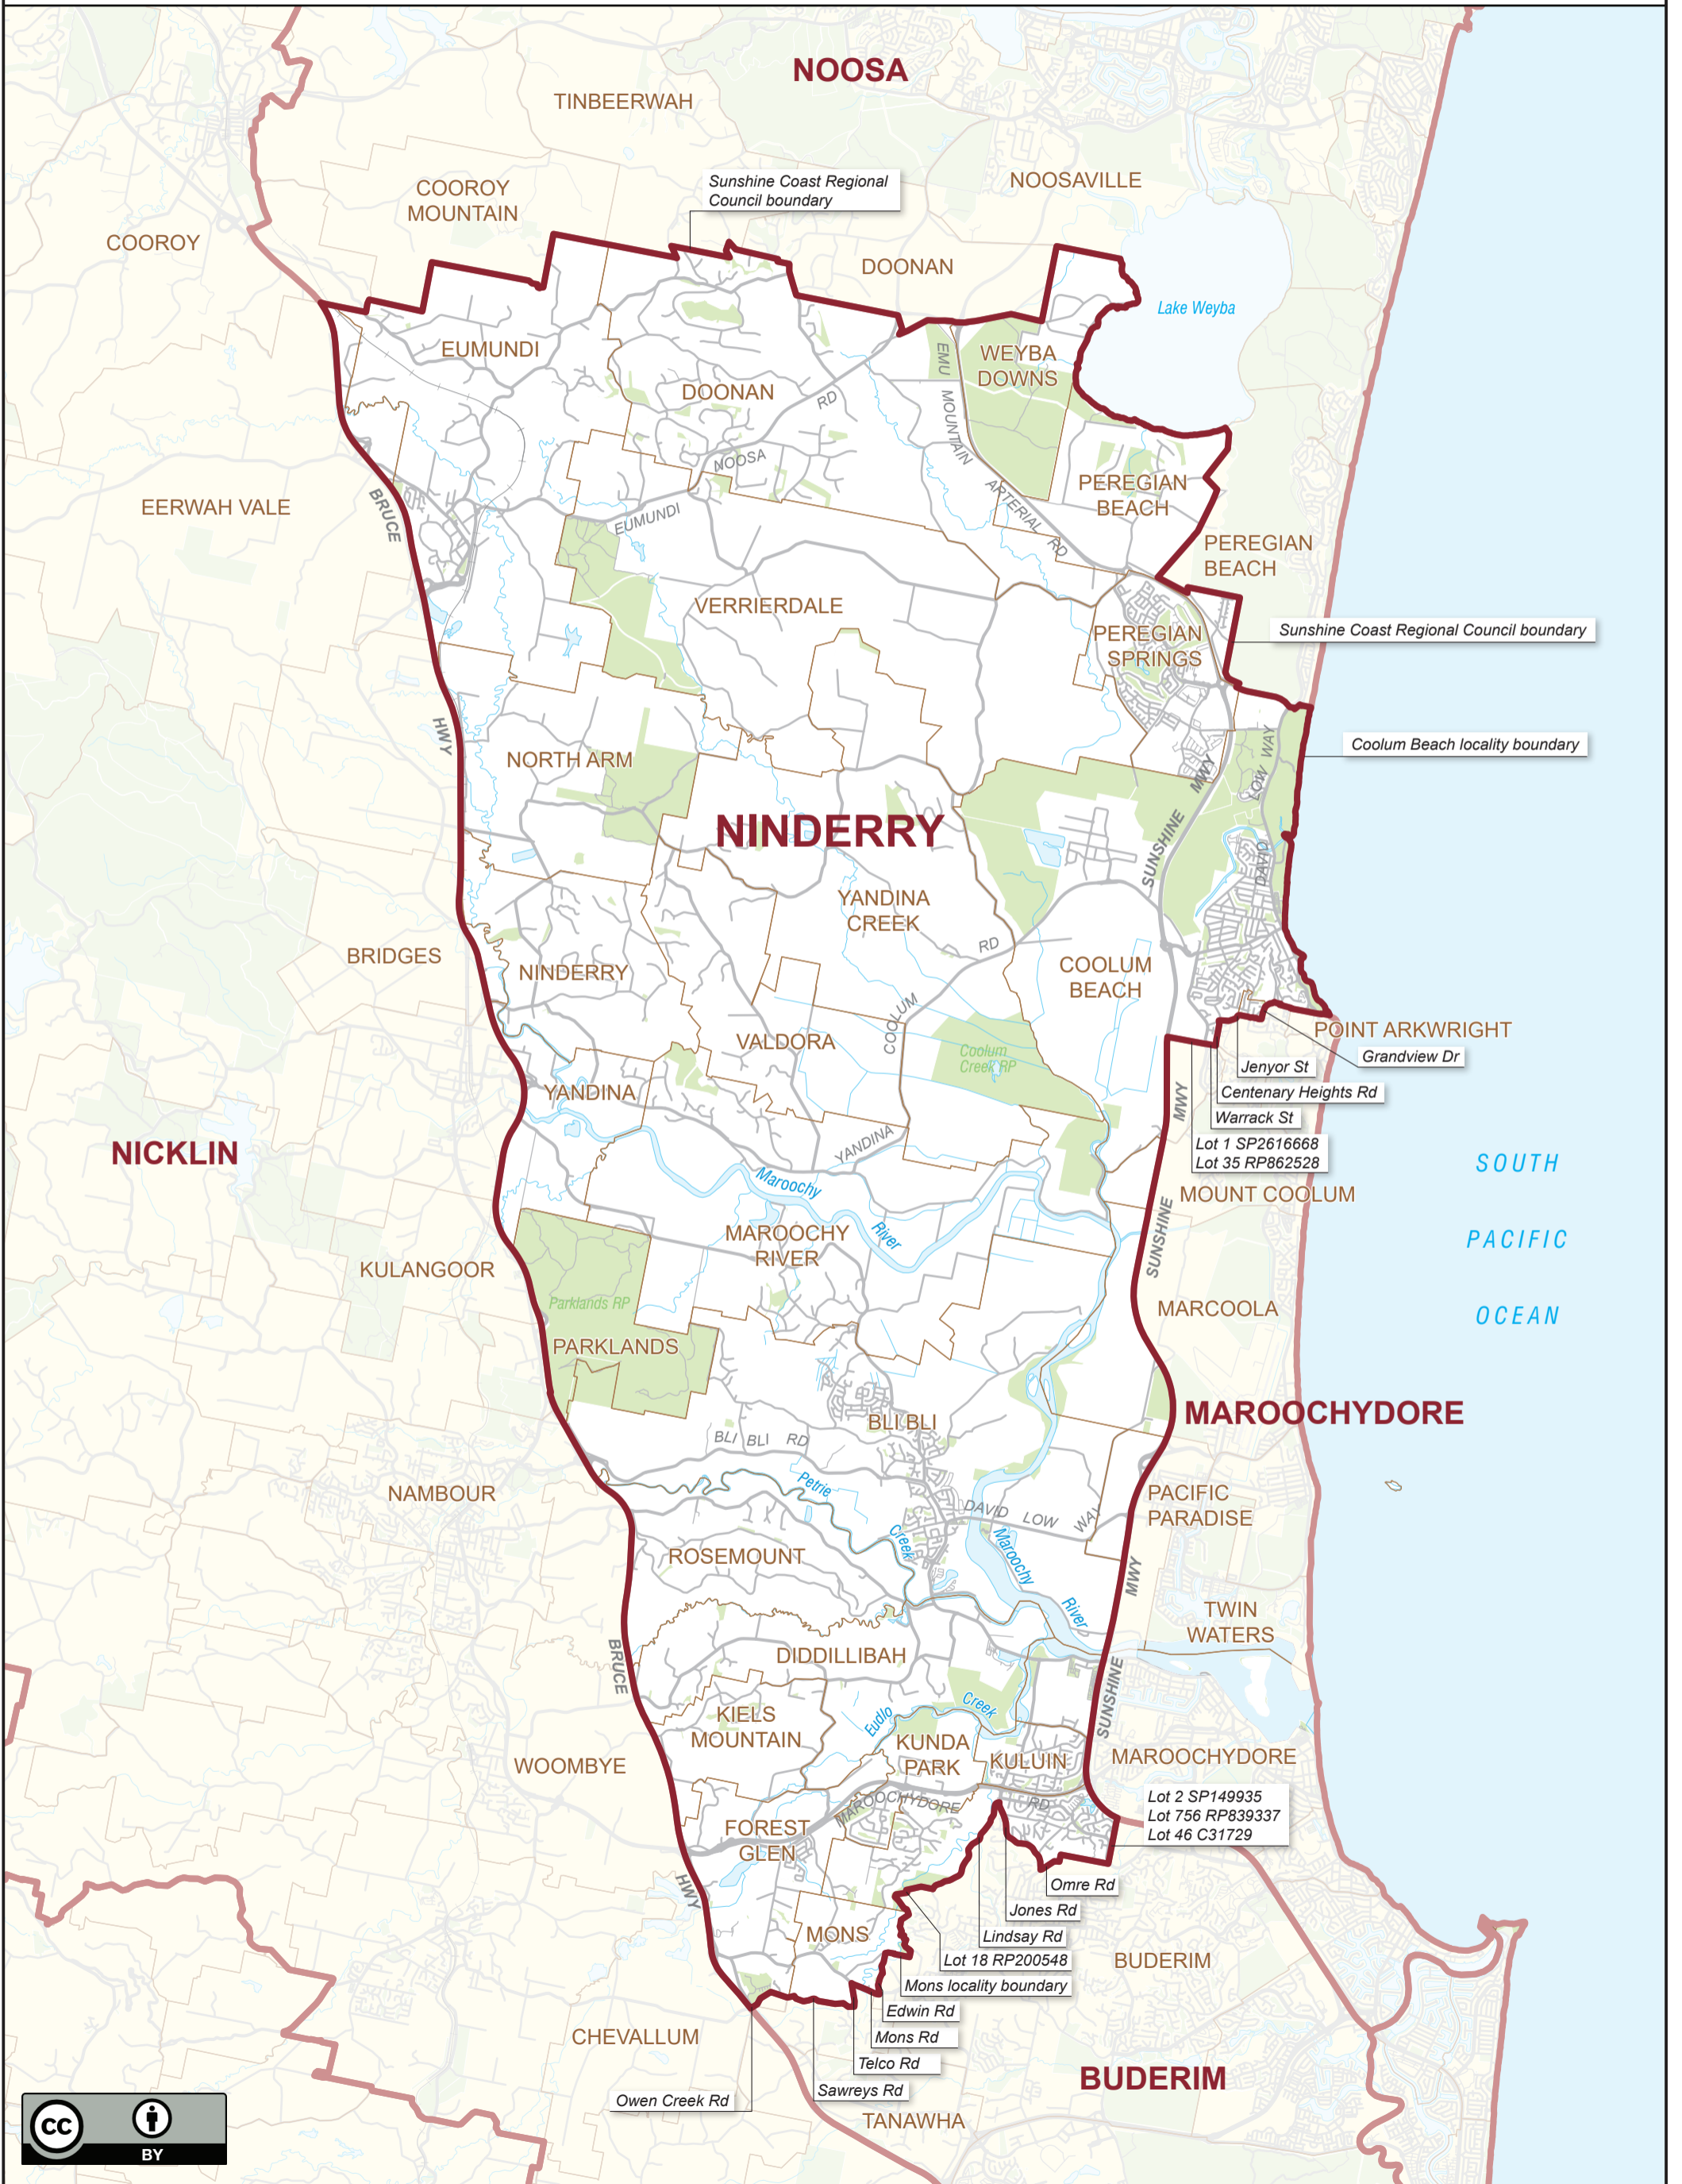 NOOSA
TINBEERWAH
Sunshine Coast Regional
Council boundary
NOOSAVILLE
COOROY
MOUNTAIN
COOROY
DOONAN
Lake Weyba
EUMUNDI
WEYBA
DOWNS
EMU
MOUNTAIN
ARTERIAL
RD
DOONAN
RD
NOOSA
EUMUNDI
PEREGIAN
BEACH
EERWAH VALE
BRUCE
PEREGIAN
BEACH
VERRIERDALE
PEREGIAN
SPRINGS
Sunshine Coast Regional Council boundary
HWY
NORTH ARM
LOW WAY
DAVID
Coolum Beach locality boundary
SUNSHINE
MWY
NINDERRY
YANDINA
CREEK
RD
BRIDGES
NINDERRY
COOLUM
BEACH
COOLUM
VALDORA
POINT ARKWRIGHT
Coolum
Creek RP
Grandview Dr
Jenyor St
YANDINA
Centenary Heights Rd
MWY
Warrack St
YANDINA
NICKLIN
Lot 1 SP2616668
Lot 35 RP862528
SOUTH
Maroochy
River
MOUNT COOLUM
MAROOCHY
RIVER
SUNSHINE
PACIFIC
KULANGOOR
Parklands RP
MARCOOLA
OCEAN
PARKLANDS
MAROOCHYDORE
BLI BLI
BLI BLI RD
Petrie
Creek
NAMBOUR
PACIFIC
PARADISE
DAVID LOW WAY
Maroochy
River
ROSEMOUNT
MWY
TWIN
WATERS
BRUCE
DIDDILLIBAH
SUNSHINE
KIELS
MOUNTAIN
Eudlo
Creek
KUNDA
PARK
KULUIN
MAROOCHYDORE
WOOMBYE
MAROOCHYDORE
RD
Lot 2 SP149935
Lot 756 RP839337
Lot 46 C31729
FOREST
GLEN
HWY
Omre Rd
Jones Rd
MONS
Lindsay Rd
Lot 18 RP200548
BUDERIM
Mons locality boundary
Edwin Rd
CHEVALLUM
Mons Rd
Telco Rd
BUDERIM
Sawreys Rd
Owen Creek Rd
TANAWHA
cc
BY